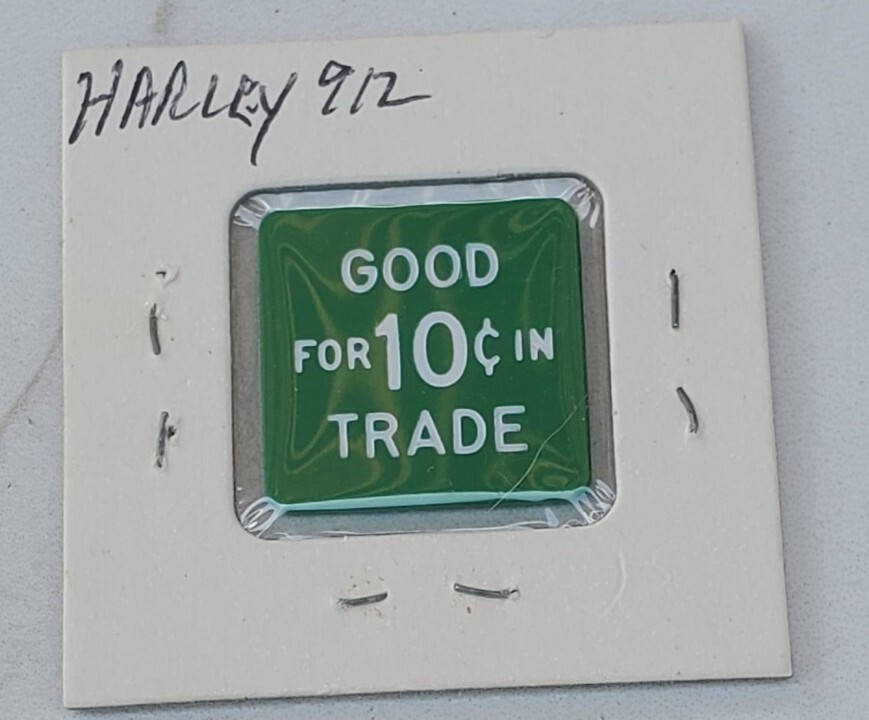 HARLEY 912
GOOD
FOR 10¢ IN
TRADE